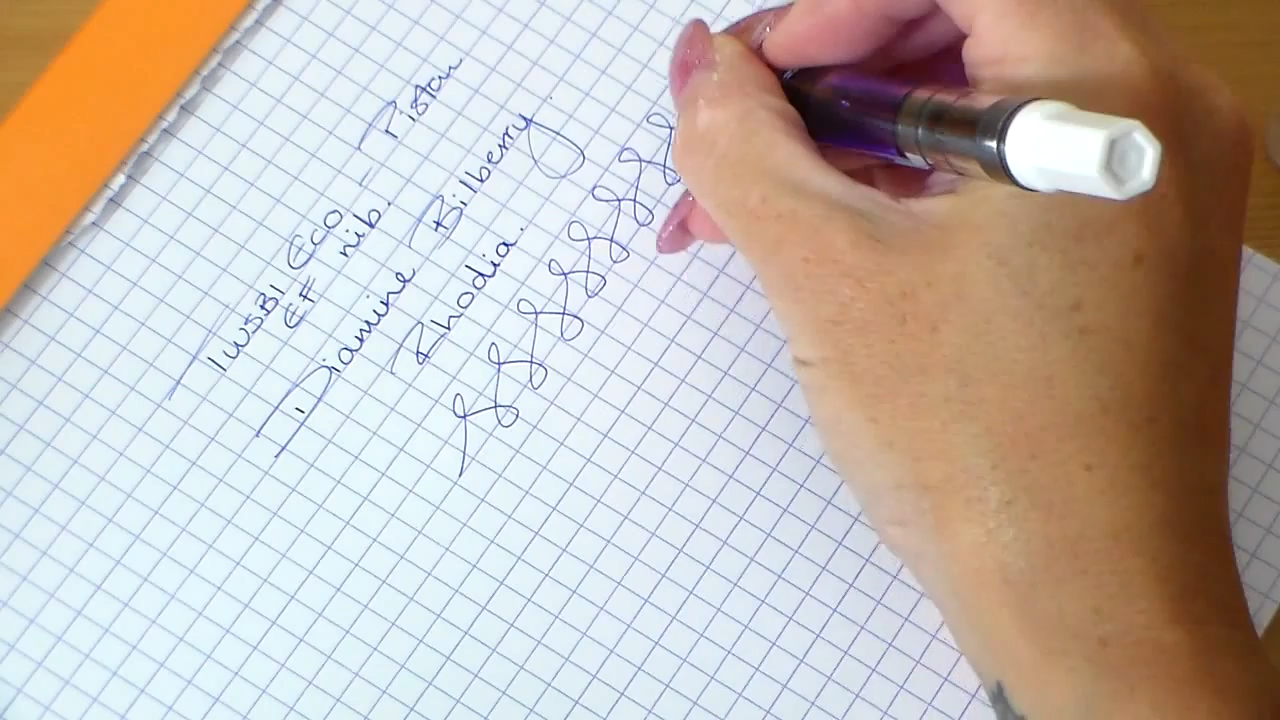 TWSBI Eco - Piston
EF nib.
Diamine Bilberry.
Rhodia.